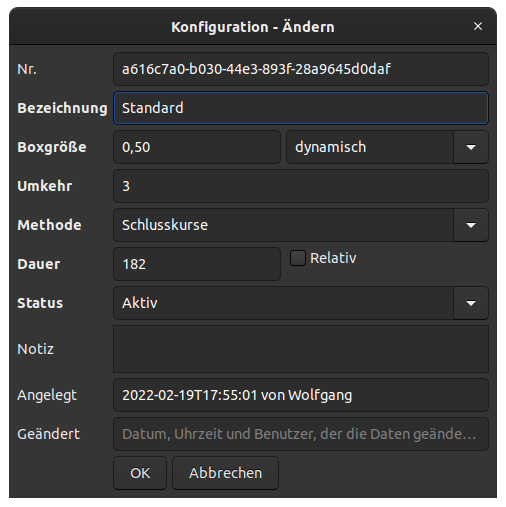 Konfiguration - Ändern ×
Nr. a616c7a0-b030-44e3-893f-28a9645d0daf
Bezeichnung Standard
Boxgröße 0,50 dynamisch
Umkehr 3
Methode Schlusskurse
Dauer 182 Relativ
Status Aktiv
Notiz
Angelegt 2022-02-19T17:55:01 von Wolfgang
Geändert Datum, Uhrzeit und Benutzer, der die Daten geände...
OK Abbrechen